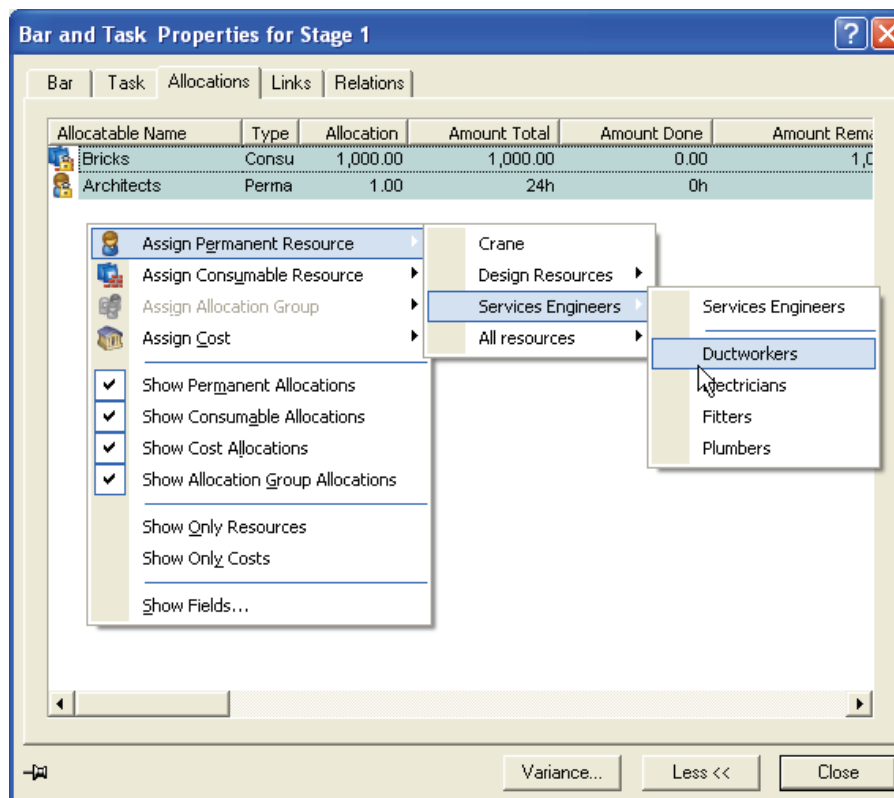 Bar and Task Properties for Stage 1
Bar Task Allocations Links Relations
Allocatable Name Type Allocation Amount Total Amount Done Amount Rema
Bricks Consu 1,000.00 1,000.00 0.00 1,0
Architects Perma 1.00 24h 0h
Assign Permanent Resource
Assign Consumable Resource
Assign Allocation Group
Assign Cost
Show Permanent Allocations
Show Consumable Allocations
Show Cost Allocations
Show Allocation Group Allocations
Show Only Resources
Show Only Costs
Show Fields...
Crane
Design Resources
Services Engineers
All resources
Services Engineers
Ductworkers
Fitters
Plumbers
Variance... Less << Close